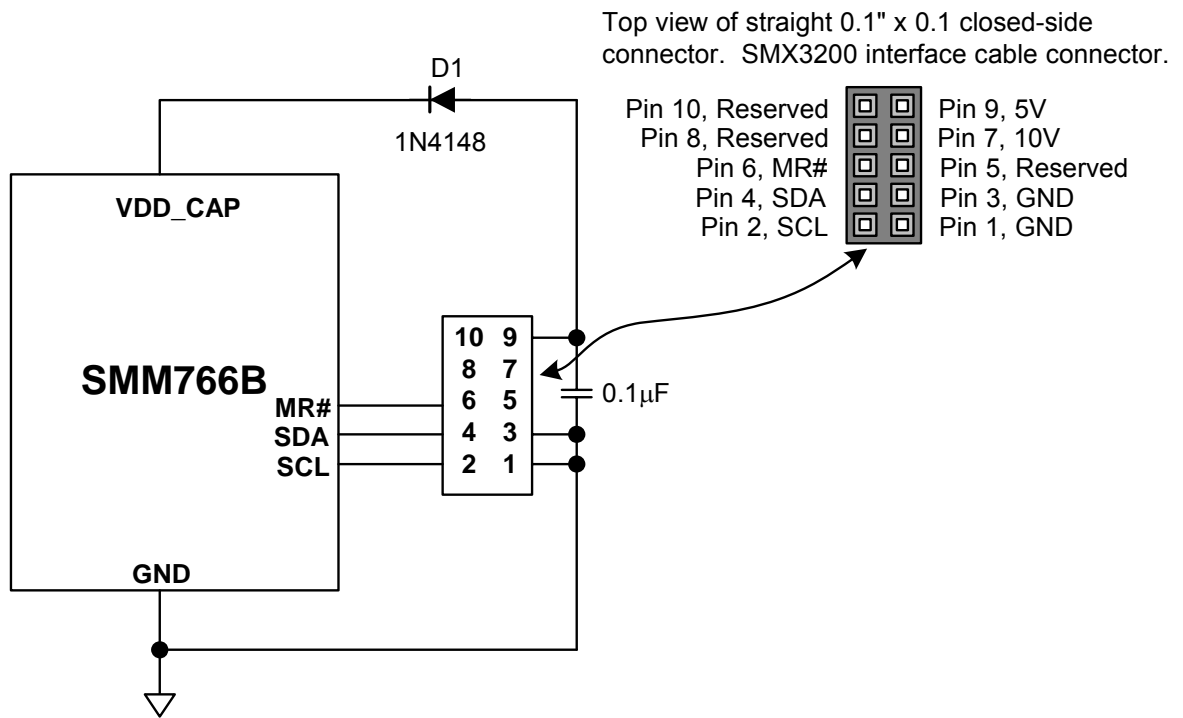 Top view of straight 0.1" x 0.1 closed-side
connector. SMX3200 interface cable connector.
D1
1N4148
Pin 10, Reserved
Pin 9, 5V
Pin 8, Reserved
Pin 7, 10V
Pin 6, MR#
Pin 5, Reserved
Pin 4, SDA
Pin 3, GND
Pin 2, SCL
Pin 1, GND
VDD_CAP
SMM766B
MR#
SDA
SCL
GND
10 9
8 7
6 5
4 3
2 1
0.1µF